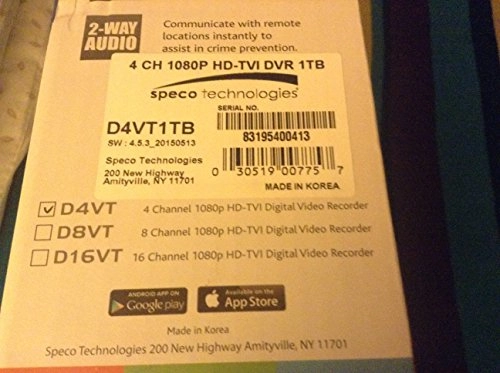 2-WAY
AUDIO
Communicate with remote
locations instantly to
assist in crime prevention.
4 CH 1080P HD-TVI DVR 1TB
speco technologies®
SERIAL NO.
D4VT1TB
83195400413
SW : 4.5.3_20150513
Speco Technologies
200 New Highway
Amityville, NY 11701
0 30519 00775 7
MADE IN KOREA
D4VT 4 Channel 1080p HD-TVI Digital Video Recorder
D8VT 8 Channel 1080p HD-TVI Digital Video Recorder
D16VT 16 Channel 1080p HD-TVI Digital Video Recorder
ANDROID APP ON
Google play
Available on the
App Store
Made in Korea
Speco Technologies 200 New Highway Amityville, NY 11701